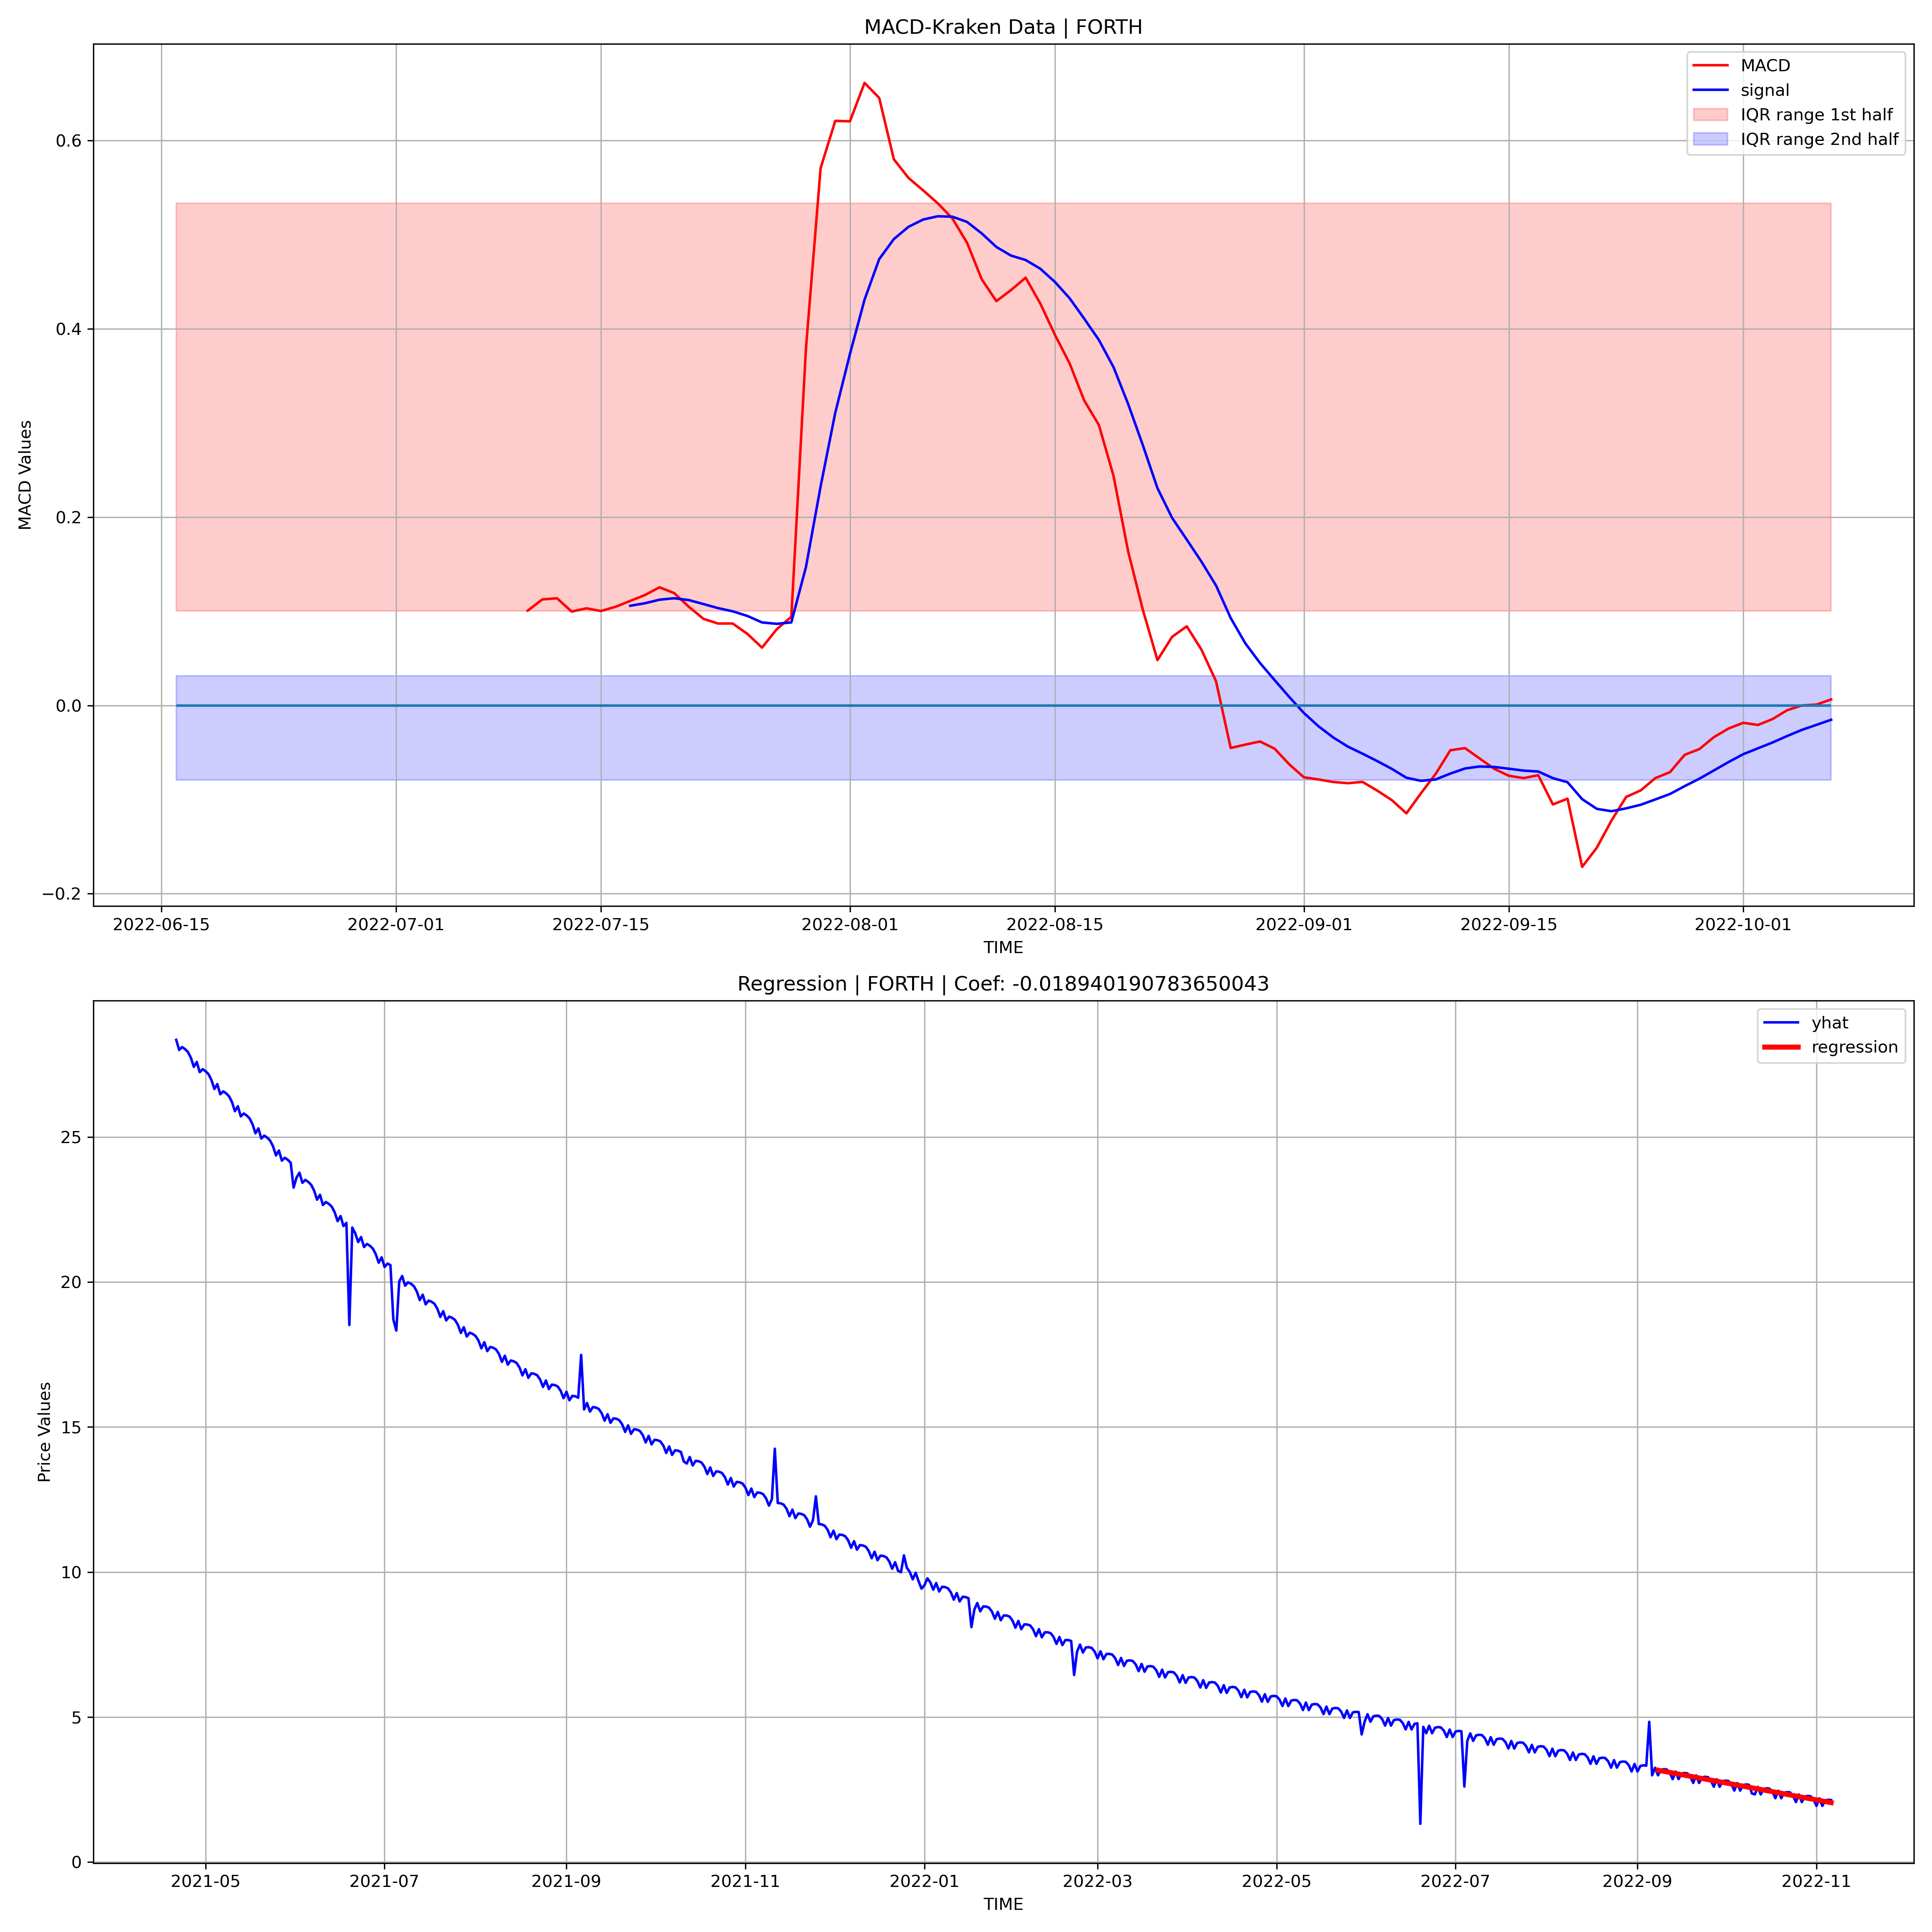 MACD-Kraken Data | FORTH
MACD
signal
IQR range 1st half
IQR range 2nd half
MACD Values
0.6
0.4
0.2
0.0
−0.2
2022-06-15 2022-07-01 2022-07-15 2022-08-01 2022-08-15 2022-09-01 2022-09-15 2022-10-01
TIME
Regression | FORTH | Coef: -0.018940190783650043
yhat
regression
Price Values
25
20
15
10
5
0
2021-05 2021-07 2021-09 2021-11 2022-01 2022-03 2022-05 2022-07 2022-09 2022-11
TIME